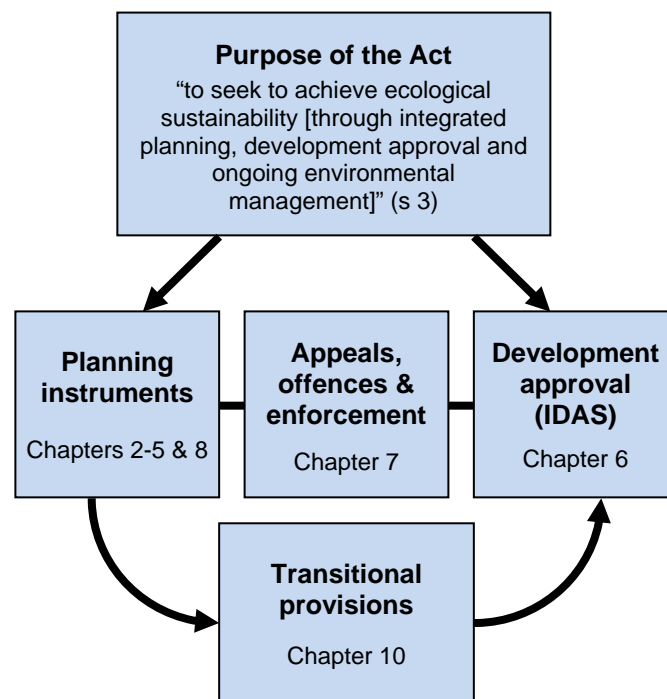 Purpose of the Act
“to seek to achieve ecological
sustainability [through integrated
planning, development approval and
ongoing environmental
management]” (s 3)
Planning
instruments
Chapters 2-5 & 8
Appeals,
offences &
enforcement
Chapter 7
Development
approval
(IDAS)
Chapter 6
Transitional
provisions
Chapter 10